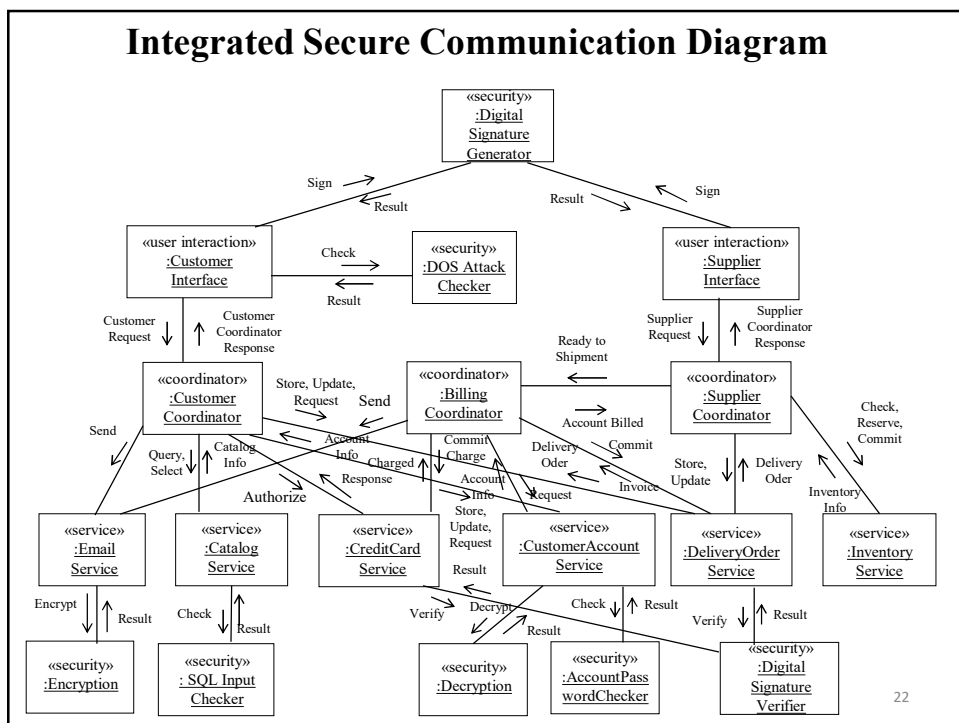 Integrated Secure Communication Diagram
«security»
:Digital
Signature
Generator
Sign
Result
Result
Sign
«user interaction»
:Customer
Interface
Check
Result
«security»
:DOS Attack
Checker
«user interaction»
:Supplier
Interface
Customer
Request
Customer
Coordinator
Response
Supplier
Request
Supplier
Coordinator
Response
Ready to
Shipment
«coordinator»
:Customer
Coordinator
Store, Update,
Request
Send
«coordinator»
:Billing
Coordinator
Account Billed
«coordinator»
:Supplier
Coordinator
Check,
Reserve,
Commit
Send
Query,
Select
Catalog
Info
Account
Info
Authorize
Response
Charged
Commit
Charge
Account
Info
Store,
Update,
Request
Request
Delivery
Oder
Commit
Invoice
Store,
Update
Delivery
Oder
Inventory
Info
«service»
:Email
Service
«service»
:Catalog
Service
«service»
:CreditCard
Service
«service»
:CustomerAccount
Service
«service»
:DeliveryOrder
Service
«service»
:Inventory
Service
Encrypt
Result
Check
Result
Verify
Result
Decrypt
Result
Check
Result
Verify
Result
«security»
:Encryption
«security»
: SQL Input
Checker
«security»
:Decryption
«security»
:AccountPas
wordChecker
«security»
:Digital
Signature
Verifier
22